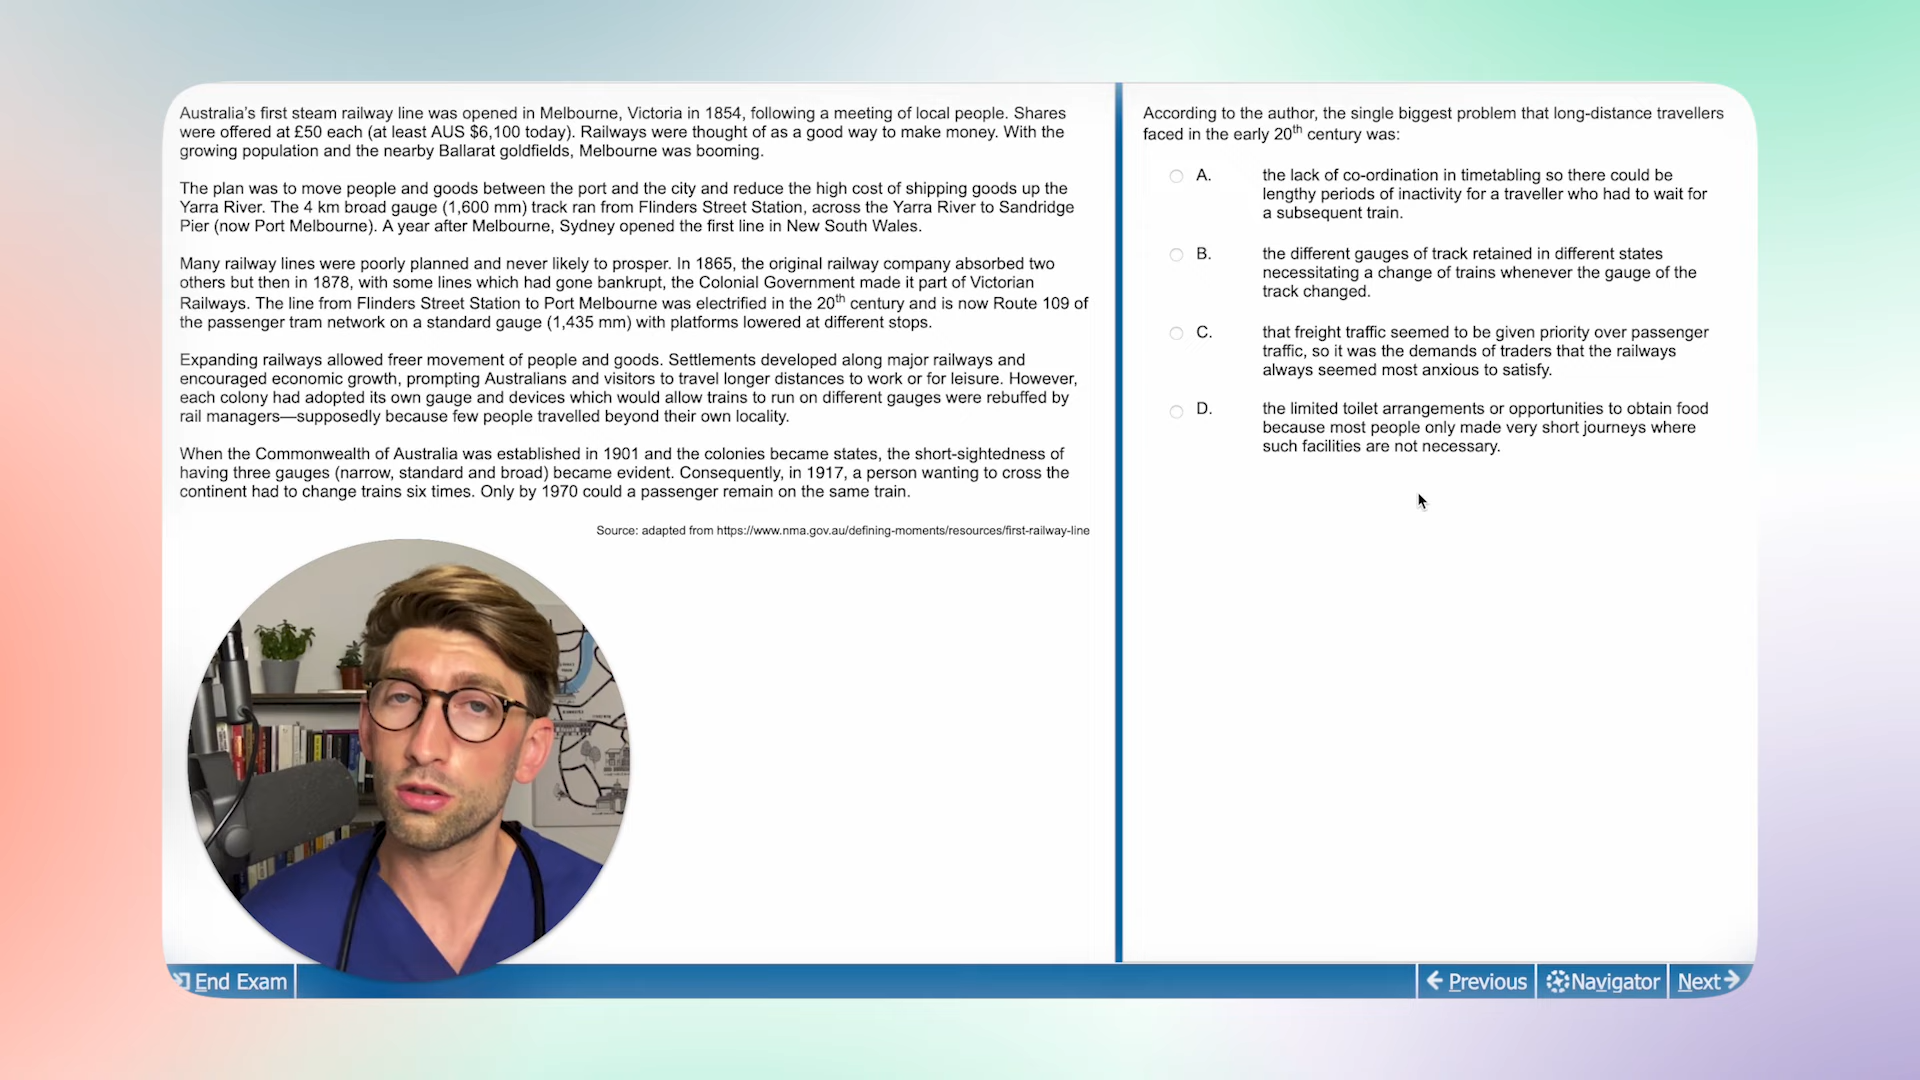 Australia’s first steam railway line was opened in Melbourne, Victoria in 1854, following a meeting of local people. Shares
were offered at £50 each (at least AUS $6,100 today). Railways were thought of as a good way to make money. With the
growing population and the nearby Ballarat goldfields, Melbourne was booming.
The plan was to move people and goods between the port and the city and reduce the high cost of shipping goods up the
Yarra River. The 4 km broad gauge (1,600 mm) track ran from Flinders Street Station, across the Yarra River to Sandridge
Pier (now Port Melbourne). A year after Melbourne, Sydney opened the first line in New South Wales.
Many railway lines were poorly planned and never likely to prosper. In 1865, the original railway company absorbed two
others but then in 1878, with some lines which had gone bankrupt, the Colonial Government made it part of Victorian
Railways. The line from Flinders Street Station to Port Melbourne was electrified in the 20th century and is now Route 109 of
the passenger tram network on a standard gauge (1,435 mm) with platforms lowered at different stops.
Expanding railways allowed freer movement of people and goods. Settlements developed along major railways and
encouraged economic growth, prompting Australians and visitors to travel longer distances to work or for leisure. However,
each colony had adopted its own gauge and devices which would allow trains to run on different gauges were rebuffed by
rail managers—supposedly because few people travelled beyond their own locality.
When the Commonwealth of Australia was established in 1901 and the colonies became states, the short-sightedness of
having three gauges (narrow, standard and broad) became evident. Consequently, in 1917, a person wanting to cross the
continent had to change trains six times. Only by 1970 could a passenger remain on the same train.
Source: adapted from https://www.nma.gov.au/defining-moments/resources/first-railway-line
According to the author, the single biggest problem that long-distance travellers
faced in the early 20th century was:
A. the lack of co-ordination in timetabling so there could be
lengthy periods of inactivity for a traveller who had to wait for
a subsequent train.
B. the different gauges of track retained in different states
necessitating a change of trains whenever the gauge of the
track changed.
C. that freight traffic seemed to be given priority over passenger
traffic, so it was the demands of traders that the railways
always seemed most anxious to satisfy.
D. the limited toilet arrangements or opportunities to obtain food
because most people only made very short journeys where
such facilities are not necessary.
End Exam
Previous
Navigator
Next